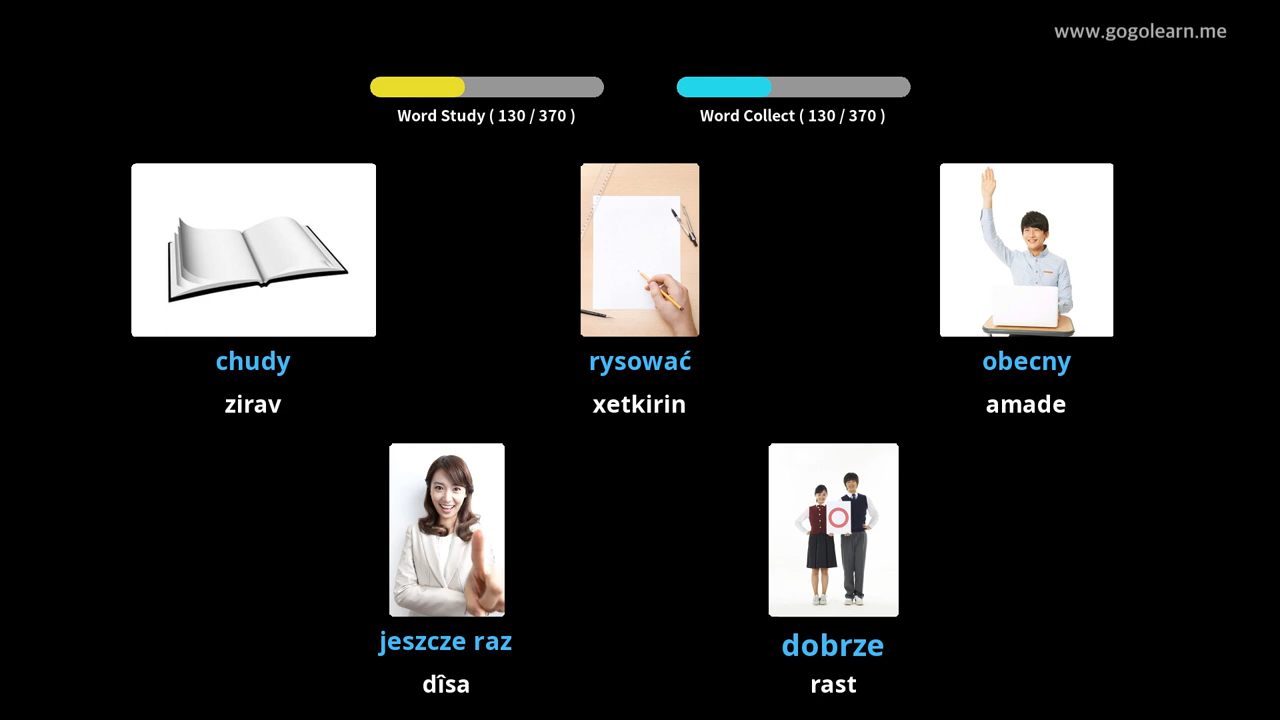 www.gogolearn.me
Word Study ( 130 / 370 )
Word Collect ( 130 / 370 )
chudy
zirav
rysować
xetkirin
obecny
amade
jeszcze raz
dîsa
dobrze
rast